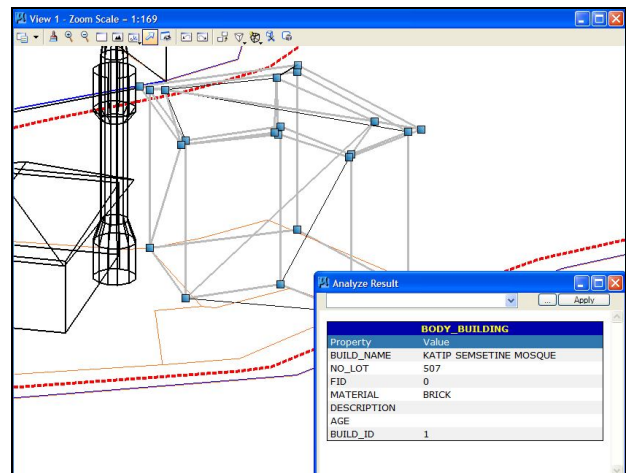 View 1 - Zoom Scale - 1:169
Analyze Result
... Apply
BODY_BUILDING
Property Value
BUILD_NAME KATIP SEMSETINE MOSQUE
NO_LOT 507
FID 0
MATERIAL BRICK
DESCRIPTION
AGE
BUILD_ID 1